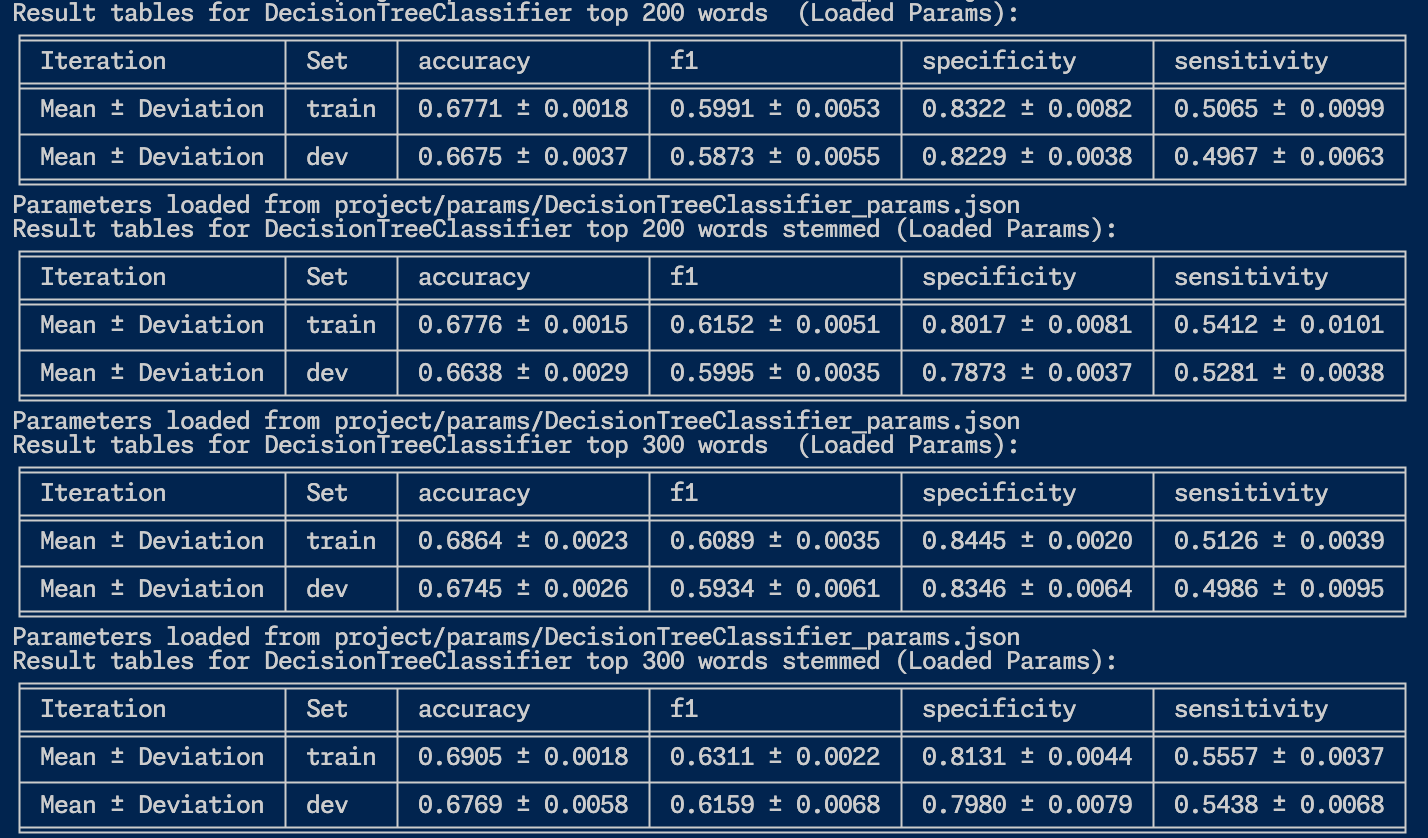 Result tables for DecisionTreeClassifier top 200 words  (Loaded Params):
Iteration Set accuracy f1 specificity sensitivity
Mean ± Deviation train 0.6771 ± 0.0018 0.5991 ± 0.0053 0.8322 ± 0.0082 0.5065 ± 0.0099
Mean ± Deviation dev 0.6675 ± 0.0037 0.5873 ± 0.0055 0.8229 ± 0.0038 0.4967 ± 0.0063
Parameters loaded from project/params/DecisionTreeClassifier_params.json
Result tables for DecisionTreeClassifier top 200 words stemmed (Loaded Params):
Iteration Set accuracy f1 specificity sensitivity
Mean ± Deviation train 0.6776 ± 0.0015 0.6152 ± 0.0051 0.8017 ± 0.0081 0.5412 ± 0.0101
Mean ± Deviation dev 0.6638 ± 0.0029 0.5995 ± 0.0035 0.7873 ± 0.0037 0.5281 ± 0.0038
Parameters loaded from project/params/DecisionTreeClassifier_params.json
Result tables for DecisionTreeClassifier top 300 words  (Loaded Params):
Iteration Set accuracy f1 specificity sensitivity
Mean ± Deviation train 0.6864 ± 0.0023 0.6089 ± 0.0035 0.8445 ± 0.0020 0.5126 ± 0.0039
Mean ± Deviation dev 0.6745 ± 0.0026 0.5934 ± 0.0061 0.8346 ± 0.0064 0.4986 ± 0.0095
Parameters loaded from project/params/DecisionTreeClassifier_params.json
Result tables for DecisionTreeClassifier top 300 words stemmed (Loaded Params):
Iteration Set accuracy f1 specificity sensitivity
Mean ± Deviation train 0.6905 ± 0.0018 0.6311 ± 0.0022 0.8131 ± 0.0044 0.5557 ± 0.0037
Mean ± Deviation dev 0.6769 ± 0.0058 0.6159 ± 0.0068 0.7980 ± 0.0079 0.5438 ± 0.0068